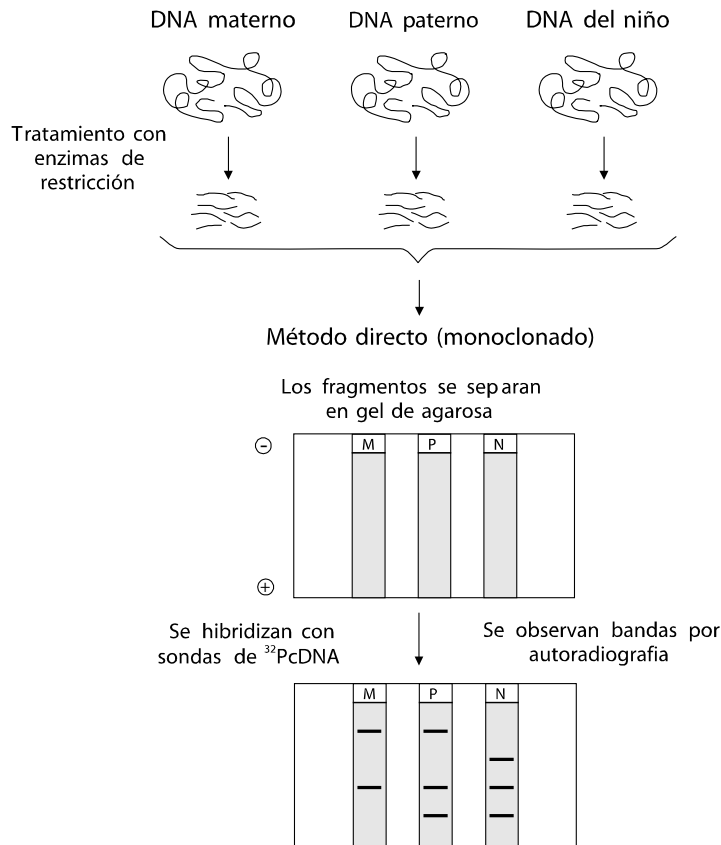 DNA materno
DNA paterno
DNA del niño
Tratamiento con
enzimas de
restricción
Método directo (monoclonado)
Los fragmentos se separan
en gel de agarosa
M
P
N
-
+
Se hibridizan con
sondas de ³²PcDNA
Se observan bandas por
autoradiografia
M
P
N